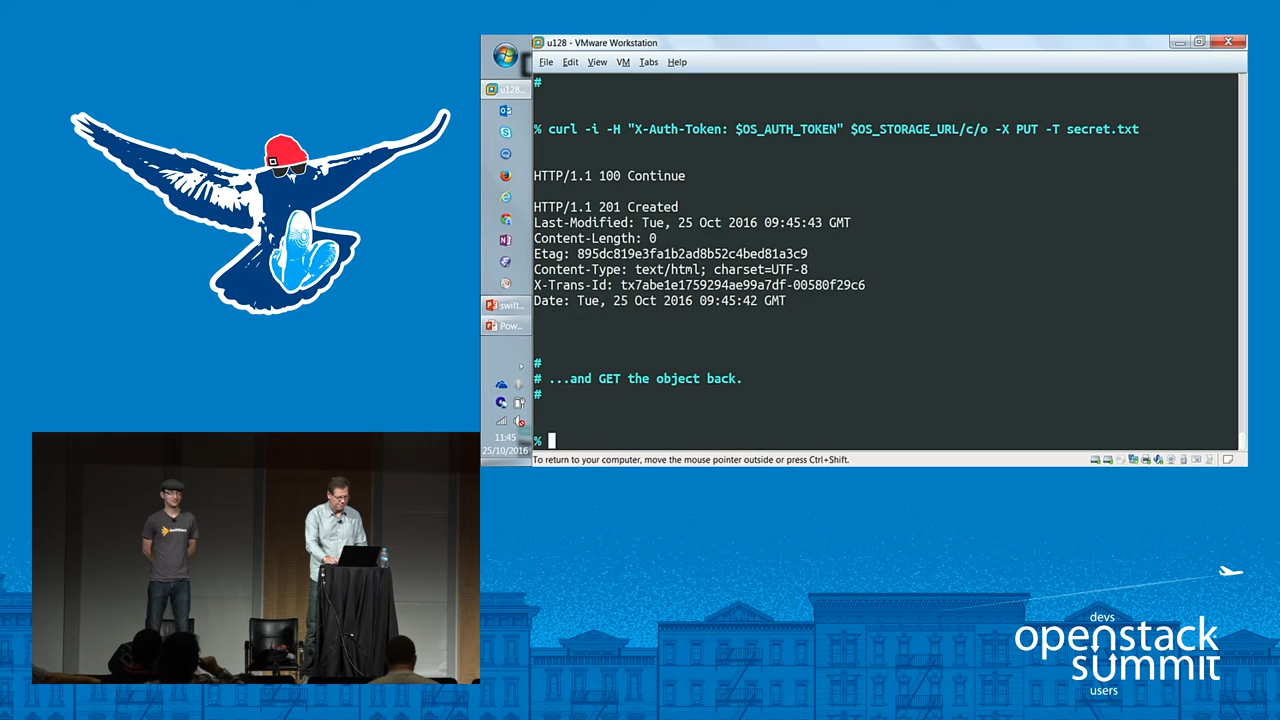 u128 - VMware Workstation
File Edit View VM Tabs Help
u128...
#
% curl -i -H "X-Auth-Token: $OS_AUTH_TOKEN" $OS_STORAGE_URL/c/o -X PUT -T secret.txt
HTTP/1.1 100 Continue
HTTP/1.1 201 Created
Last-Modified: Tue, 25 Oct 2016 09:45:43 GMT
Content-Length: 0
Etag: 895dc819e3fa1b2ad8b52c4bed81a3c9
Content-Type: text/html; charset=UTF-8
X-Trans-Id: tx7abe1e1759294ae99a7df-00580f29c6
Date: Tue, 25 Oct 2016 09:45:42 GMT
swift...
Pow...
#
# ...and GET the object back.
#
%
11:45
25/10/2016
To return to your computer, move the mouse pointer outside or press Ctrl+Shift.
devs
openstack
summit
users